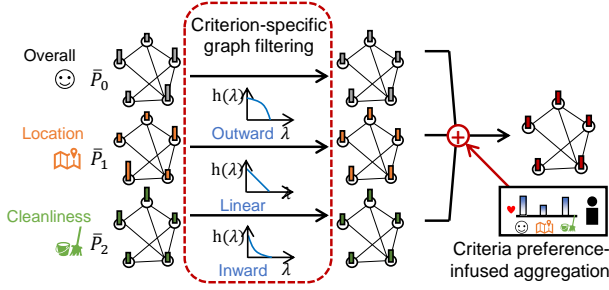 Criterion-specific
graph filtering
Overall
P̄₀
h(λ)
λ
Outward
Location
P̄₁
h(λ)
λ
Linear
Cleanliness
P̄₂
h(λ)
λ
Inward
+
Criteria preference-
infused aggregation